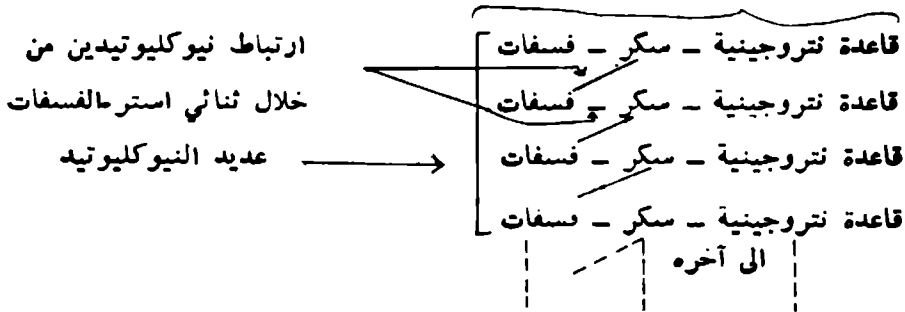 قاعدة نتروجينية – سكر – فسفات
قاعدة نتروجينية – سكر – فسفات
قاعدة نتروجينية – سكر – فسفات
قاعدة نتروجينية – سكر – فسفات
الى آخره
ارتباط نيوكليوتيدين من
خلال ثنائي استر-الفسفات
عديد النيوكليوتيد